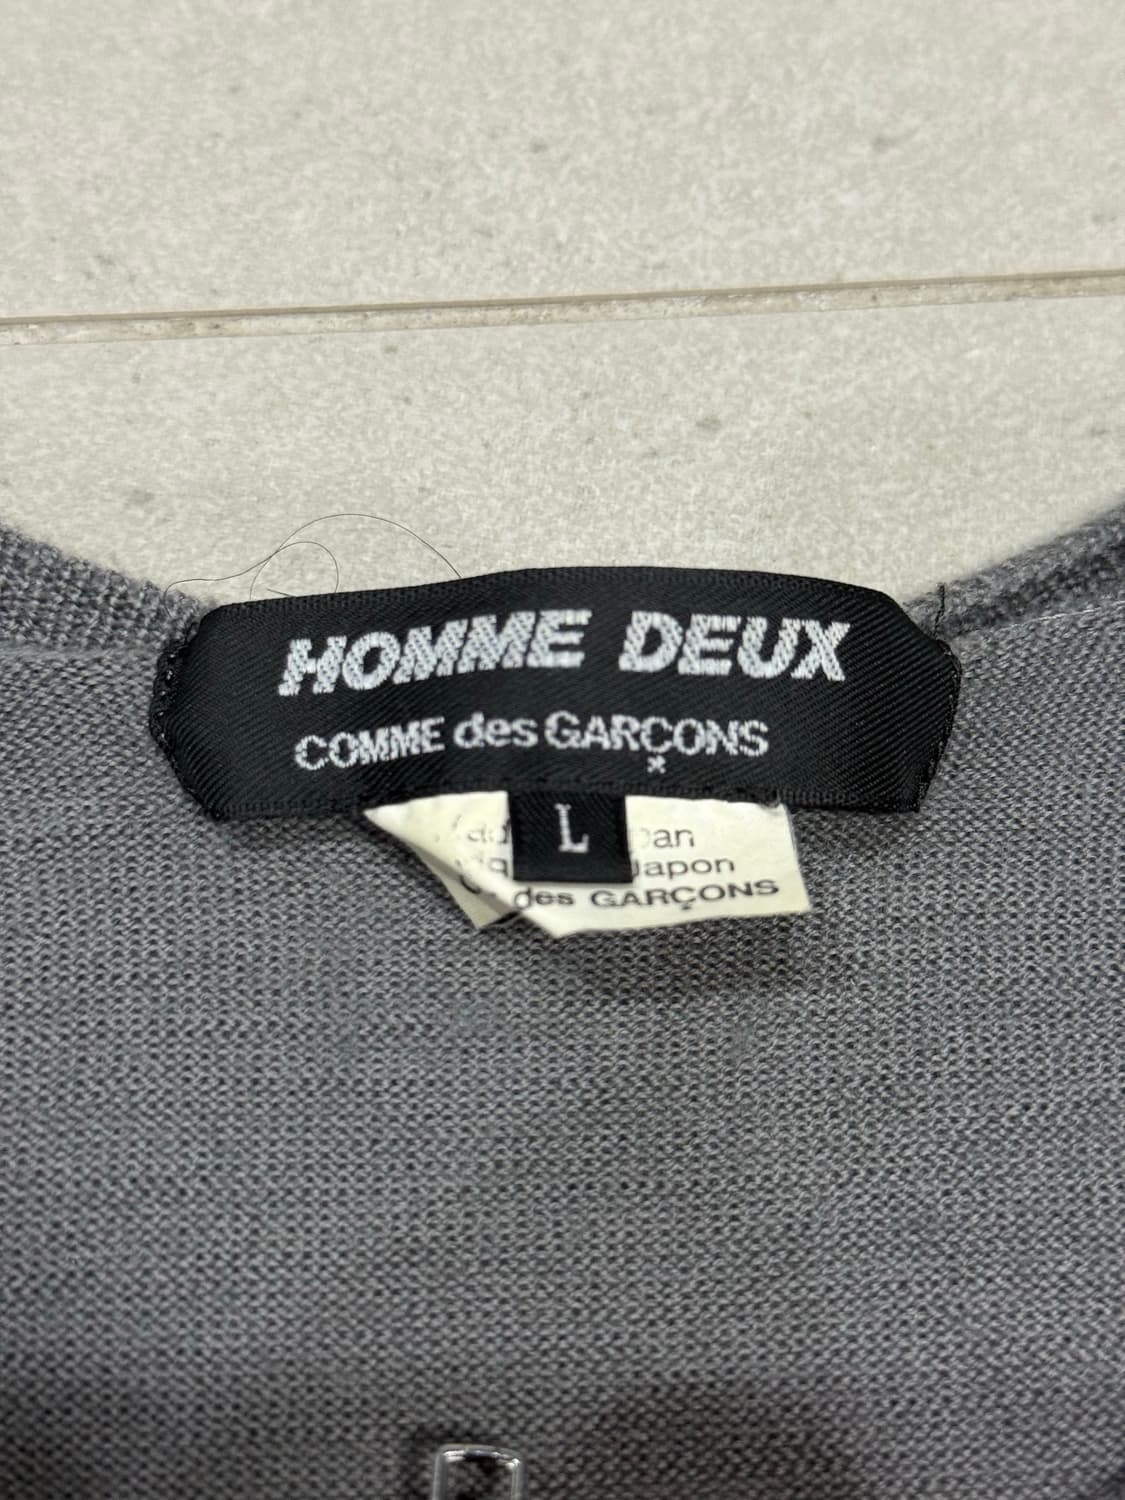 HOMME DEUX
COMME des GARÇONS
L
Japon
des GARÇONS